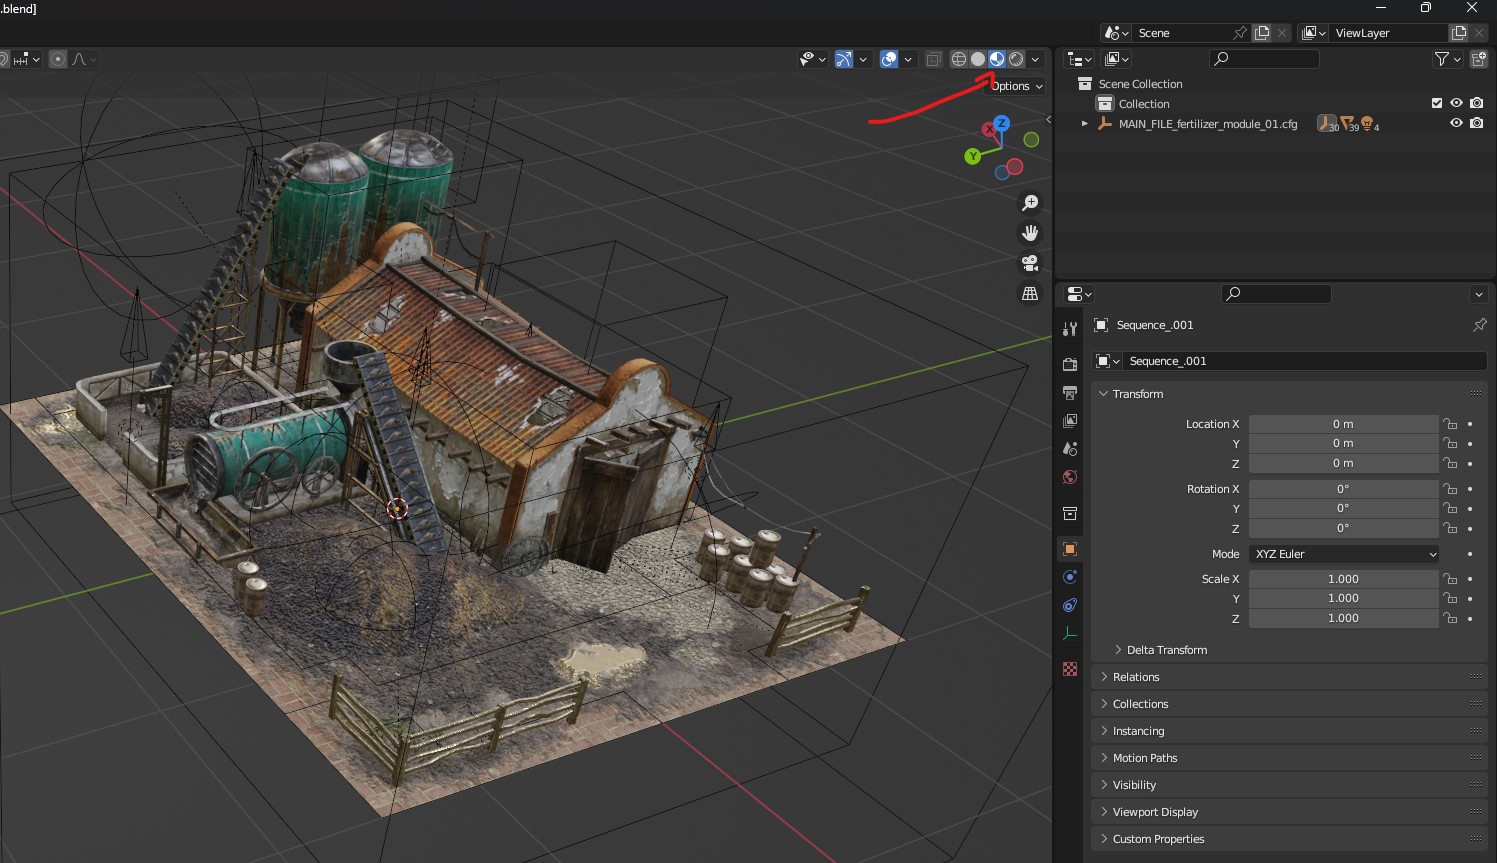 .blend]
Scene
ViewLayer
Options
X
Z
Y
Scene Collection
Collection
MAIN_FILE_fertilizer_module_01.cfg
30
39
4
Sequence_.001
Sequence_.001
Transform
Location X
0 m
Y
0 m
Z
0 m
Rotation X
0°
Y
0°
Z
0°
Mode
XYZ Euler
Scale X
1.000
Y
1.000
Z
1.000
Delta Transform
Relations
Collections
Instancing
Motion Paths
Visibility
Viewport Display
Custom Properties